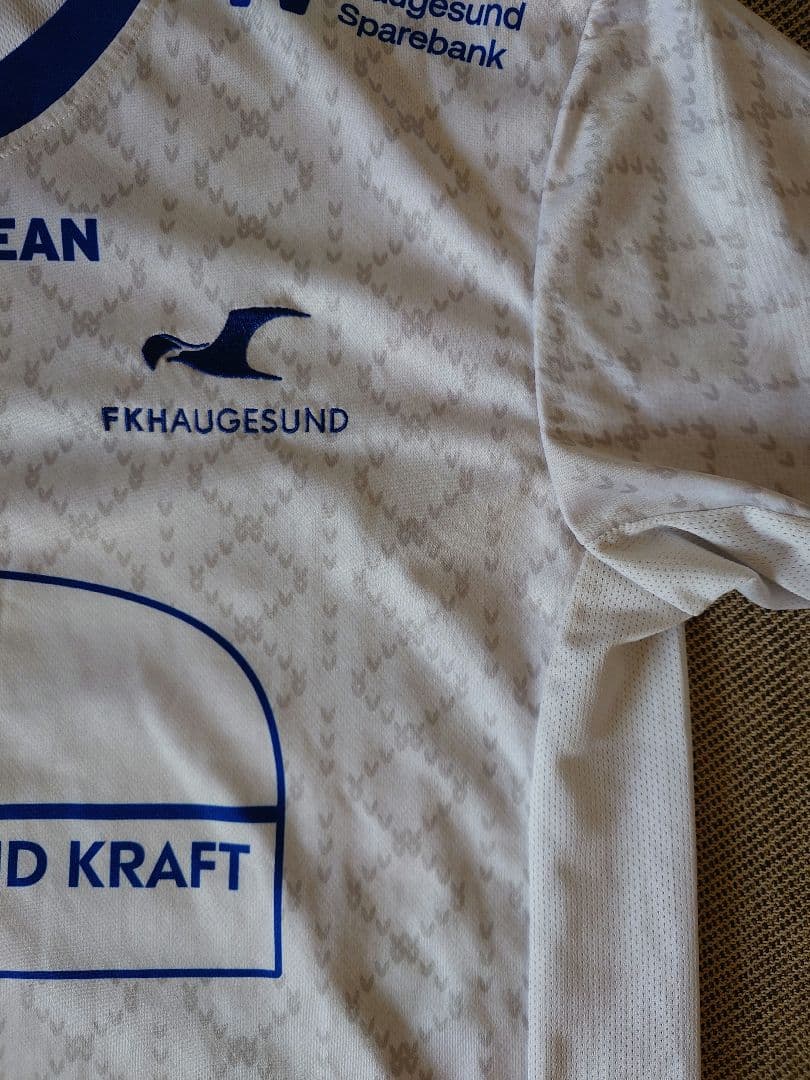 augesund
Sparebank
EAN
FKHAUGESUND
D KRAFT